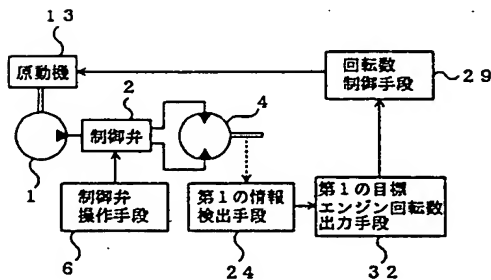 13
原動機
2
制御弁
4
回転数
制御手段
29
1
制御弁
操作手段
6
第1の情報
検出手段
24
第1の目標
エンジン回転数
出力手段
32